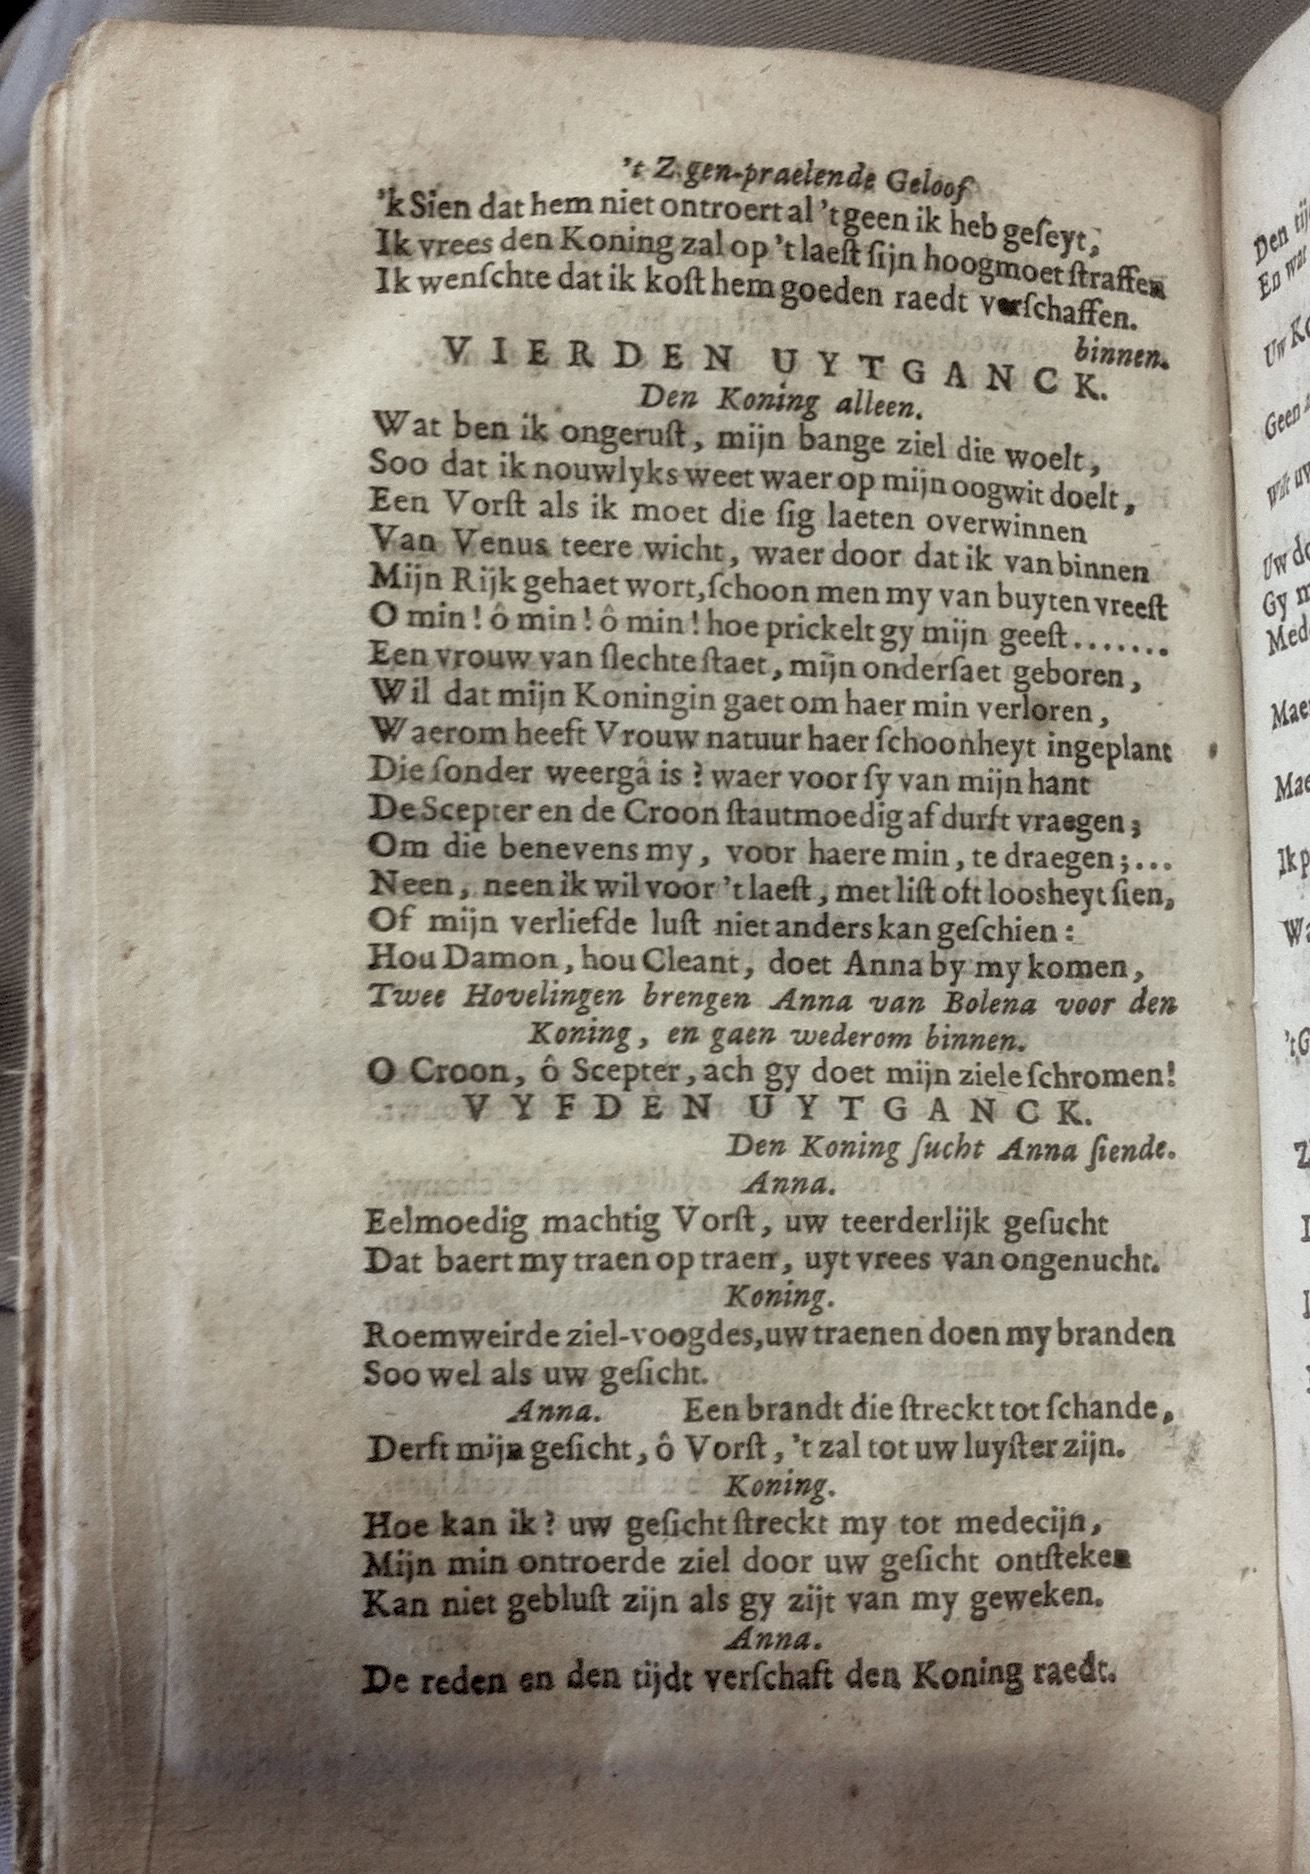 't Z.gen-praelende Geloof
'k Sien dat hem niet ontroert al 't geen ik heb geseyt,
Ik vrees den Koning zal op 't laeſt ſijn hoogmoet ſtraffen
Ik wenſchte dat ik koſt hem goeden raedt verſchaffen.
binnen.
VIERDEN UYTGANCK.
Den Koning alleen.
Wat ben ik ongeruſt, mijn bange ziel die woelt,
Soo dat ik nouwlyks weet waer op mijn oogwit doelt,
Een Vorſt als ik moet die ſig laeten overwinnen
Van Venus teere wicht, waer door dat ik van binnen
Mijn Rijk gehaet wort, ſchoon men my van buyten vreeſt
O min! ô min! ô min! hoe prickelt gy mijn geeſt.......
Een vrouw van ſlechte ſtaet, mijn onderſaet geboren,
Wil dat mijn Koningin gaet om haer min verloren,
Waerom heeft Vrouw natuur haer ſchoonheyt ingeplant
Die ſonder weergâ is? waer voor ſy van mijn hant
De Scepter en de Croon ſtautmoedig af durft vraegen;
Om die benevens my, voor haere min, te draegen;...
Neen, neen ik wil voor 't laeſt, met liſt oft loosheyt ſien,
Of mijn verliefde luſt niet anders kan geſchien:
Hou Damon, hou Cleant, doet Anna by my komen,
Twee Hovelingen brengen Anna van Bolena voor den
Koning, en gaen wederom binnen.
O Croon, ô Scepter, ach gy doet mijn ziele ſchromen!
VYFDEN UYTGANCK.
Den Koning ſucht Anna ſiende.
Anna.
Eelmoedig machtig Vorſt, uw teerderlijk geſucht
Dat baert my traen op traen, uyt vrees van ongenucht.
Koning.
Roemweirde ziel-voogdes, uw traenen doen my branden
Soo wel als uw geſicht.
Anna. Een brandt die ſtreckt tot ſchande,
Derft mijn geſicht, ô Vorſt, 't zal tot uw luyſter zijn.
Koning.
Hoe kan ik? uw geſicht ſtreckt my tot medecijn,
Mijn min ontroerde ziel door uw geſicht ontſteken
Kan niet gebluſt zijn als gy zijt van my geweken.
Anna.
De reden en den tijdt verſchaft den Koning raedt.
Den
En wat
Geen
Uw do
Gy m
Med
Mae
Mae
Ik p
't G